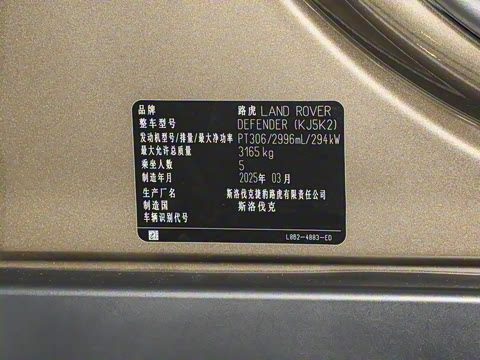 品牌 路虎 LAND ROVER
整车型号 DEFENDER (KJ5K2)
发动机型号/排量/最大净功率 PT306/2996mL/294kW
最大允许总质量 3165 kg
乘坐人数 5
制造年月 2025年 03月
生产厂名 斯洛伐克捷豹路虎有限责任公司
制造国 斯洛伐克
车辆识别代号
L8B2-4883-ED